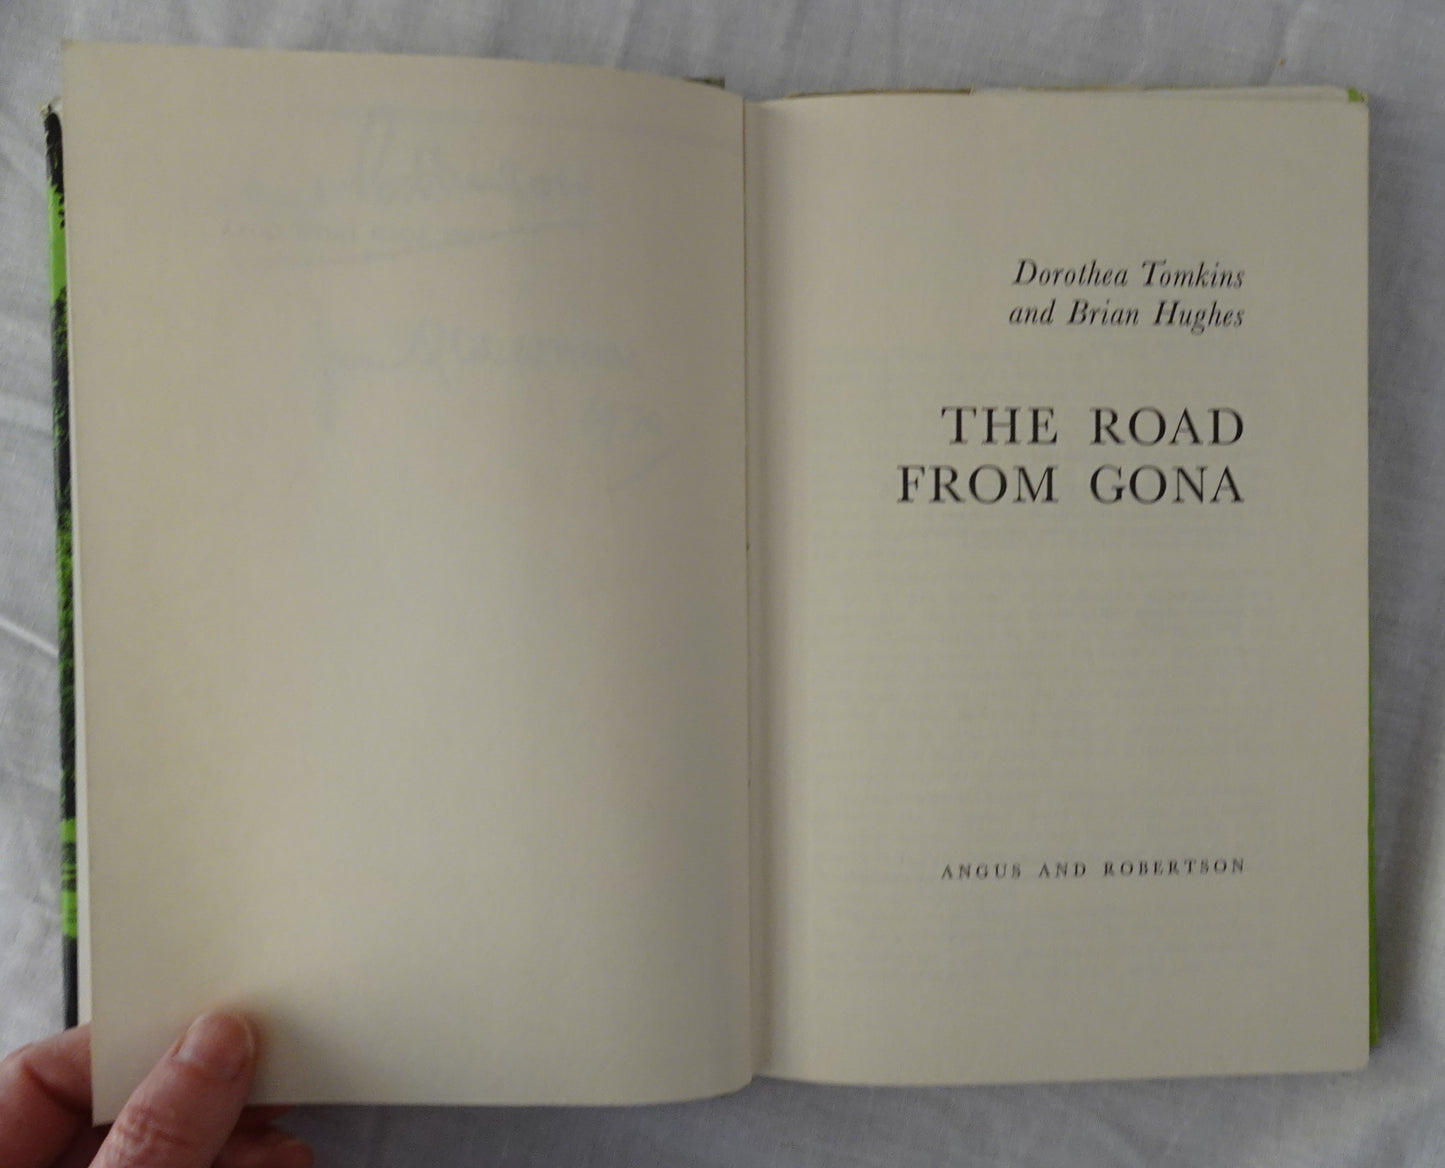 Dorothea Tomkins
and Brian Hughes
THE ROAD
FROM GONA
ANGUS AND ROBERTSON